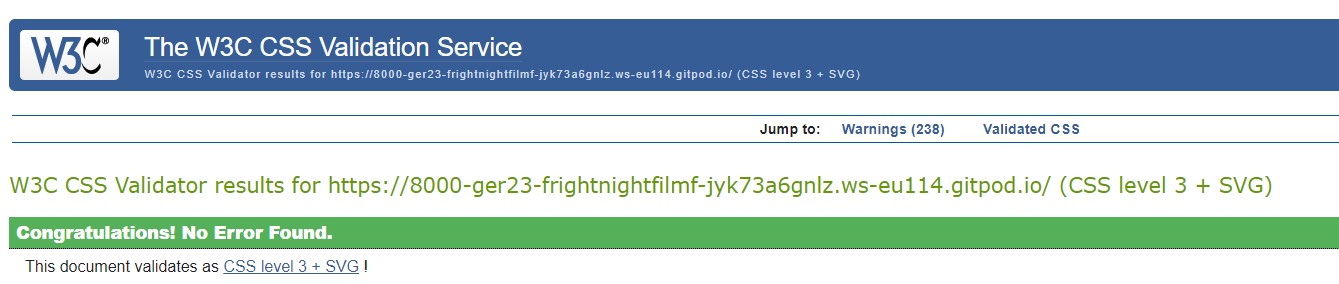 W3C®
The W3C CSS Validation Service
W3C CSS Validator results for https://8000-ger23-frightnightfilmf-jyk73a6gnlz.ws-eu114.gitpod.io/ (CSS level 3 + SVG)
Jump to: Warnings (238) Validated CSS
W3C CSS Validator results for https://8000-ger23-frightnightfilmf-jyk73a6gnlz.ws-eu114.gitpod.io/ (CSS level 3 + SVG)
Congratulations! No Error Found.
This document validates as CSS level 3 + SVG !